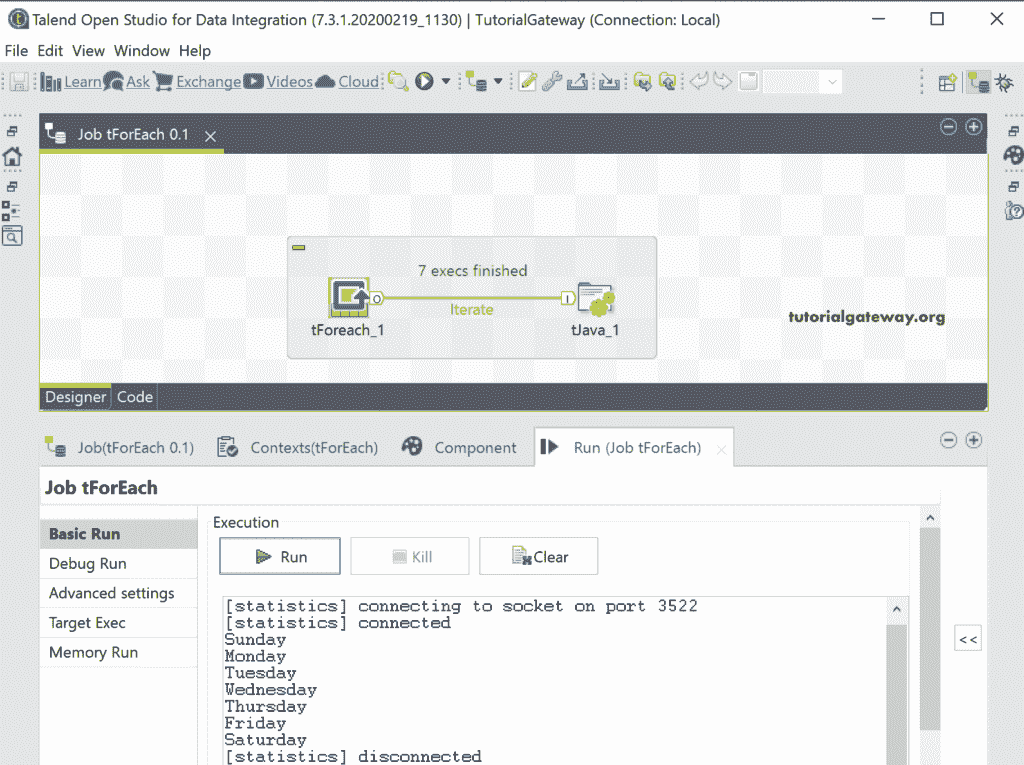 Talend Open Studio for Data Integration (7.3.1.20200219_1130) | TutorialGateway (Connection: Local)
File Edit View Window Help
Learn Ask Exchange Videos Cloud
Job tForEach 0.1
7 execs finished
O I
Iterate
tForeach_1 tJava_1
tutorialgateway.org
Designer Code
Job(tForEach 0.1) Contexts(tForEach) Component Run (Job tForEach)
Job tForEach
Basic Run
Debug Run
Advanced settings
Target Exec
Memory Run
Execution
Run Kill Clear
[statistics] connecting to socket on port 3522
[statistics] connected
Sunday
Monday
Tuesday
Wednesday
Thursday
Friday
Saturday
[statistics] disconnected
<<